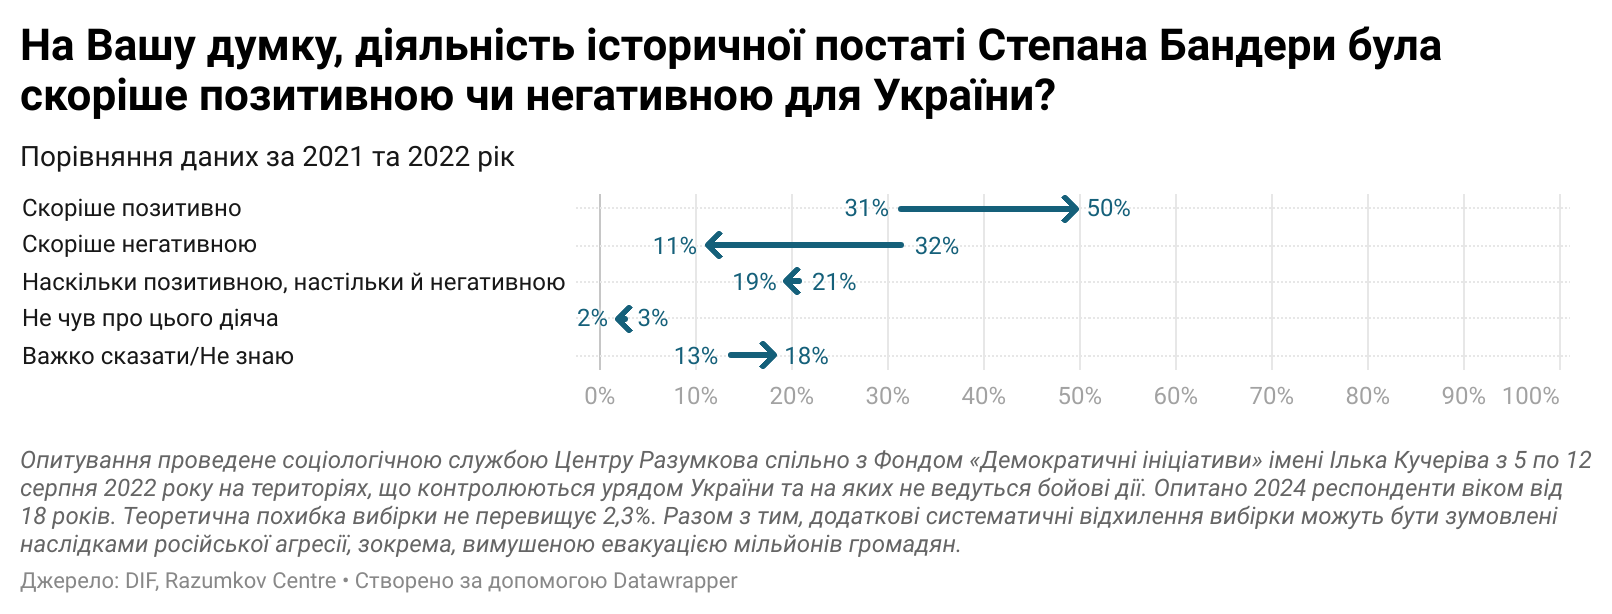 На Вашу думку, діяльність історичної постаті Степана Бандери була
скоріше позитивною чи негативною для України?
Порівняння даних за 2021 та 2022 рік
Скоріше позитивно 31% 50%
Скоріше негативною 11% 32%
Наскільки позитивною, настільки й негативною 19% 21%
Не чув про цього діяча 2% 3%
Важко сказати/Не знаю 13% 18%
0% 10% 20% 30% 40% 50% 60% 70% 80% 90% 100%
Опитування проведене соціологічною службою Центру Разумкова спільно з Фондом «Демократичні ініціативи» імені Ілька Кучеріва з 5 по 12
серпня 2022 року на територіях, що контролюються урядом України та на яких не ведуться бойові дії. Опитано 2024 респонденти віком від
18 років. Теоретична похибка вибірки не перевищує 2,3%. Разом з тим, додаткові систематичні відхилення вибірки можуть бути зумовлені
наслідками російської агресії, зокрема, вимушеною евакуацією мільйонів громадян.
Джерело: DIF, Razumkov Centre • Створено за допомогою Datawrapper